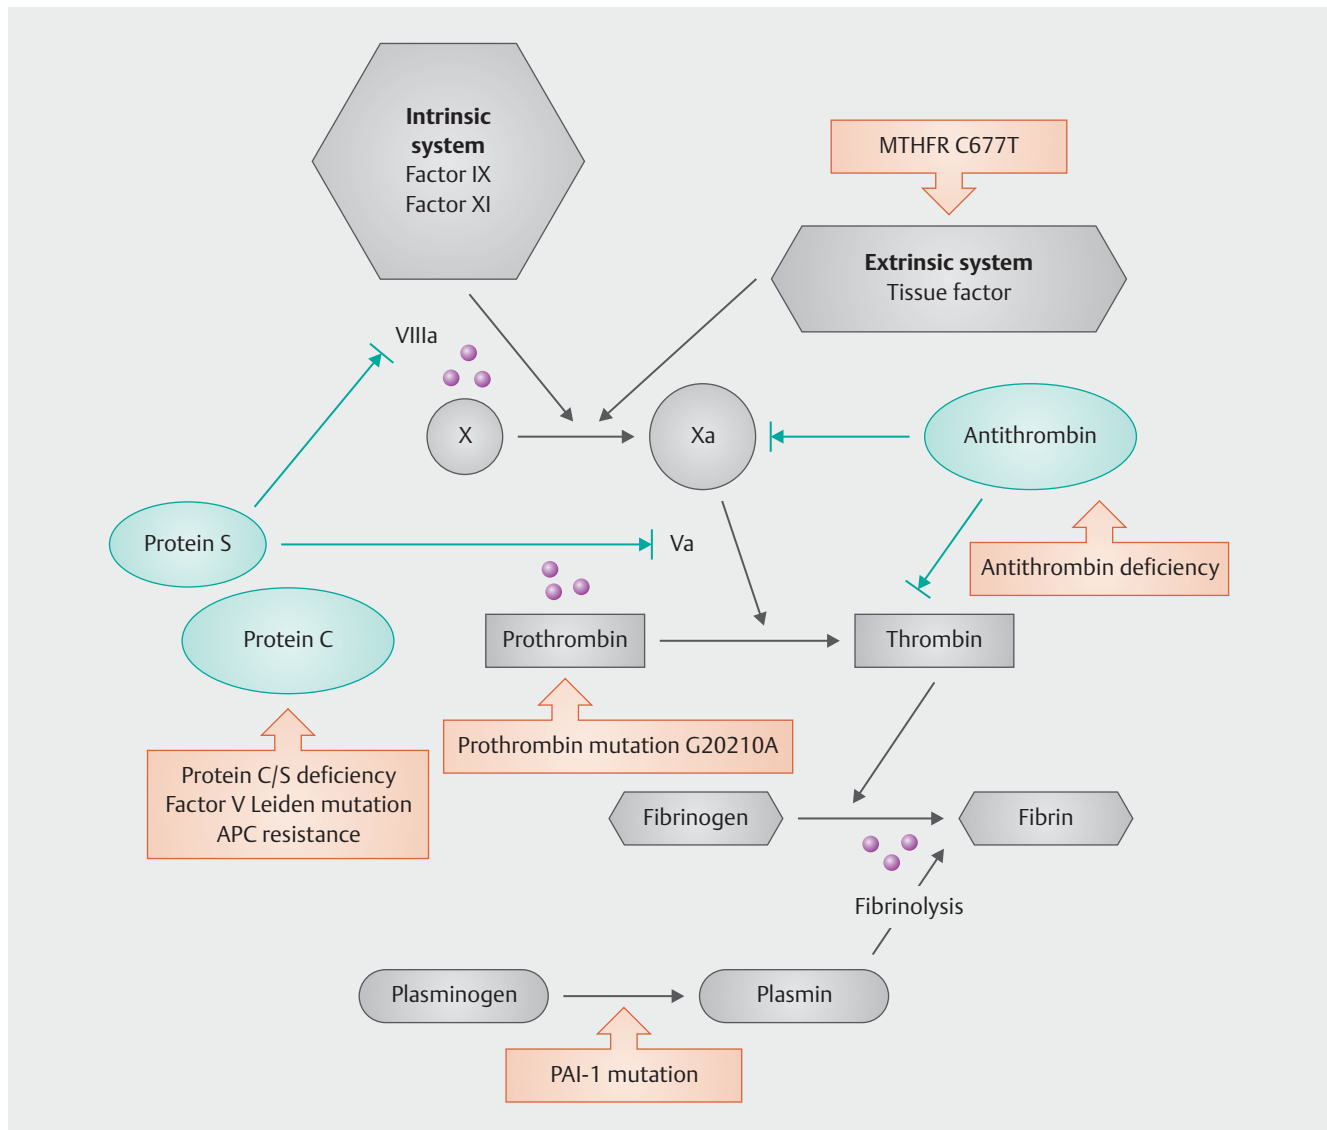 Intrinsic
system
Factor IX
Factor XI
MTHFR C677T
Extrinsic system
Tissue factor
VIIIa
X
Xa
Antithrombin
Protein S
Va
Antithrombin deficiency
Protein C
Prothrombin
Thrombin
Prothrombin mutation G20210A
Protein C/S deficiency
Factor V Leiden mutation
APC resistance
Fibrinogen
Fibrin
Fibrinolysis
Plasminogen
Plasmin
PAI-1 mutation